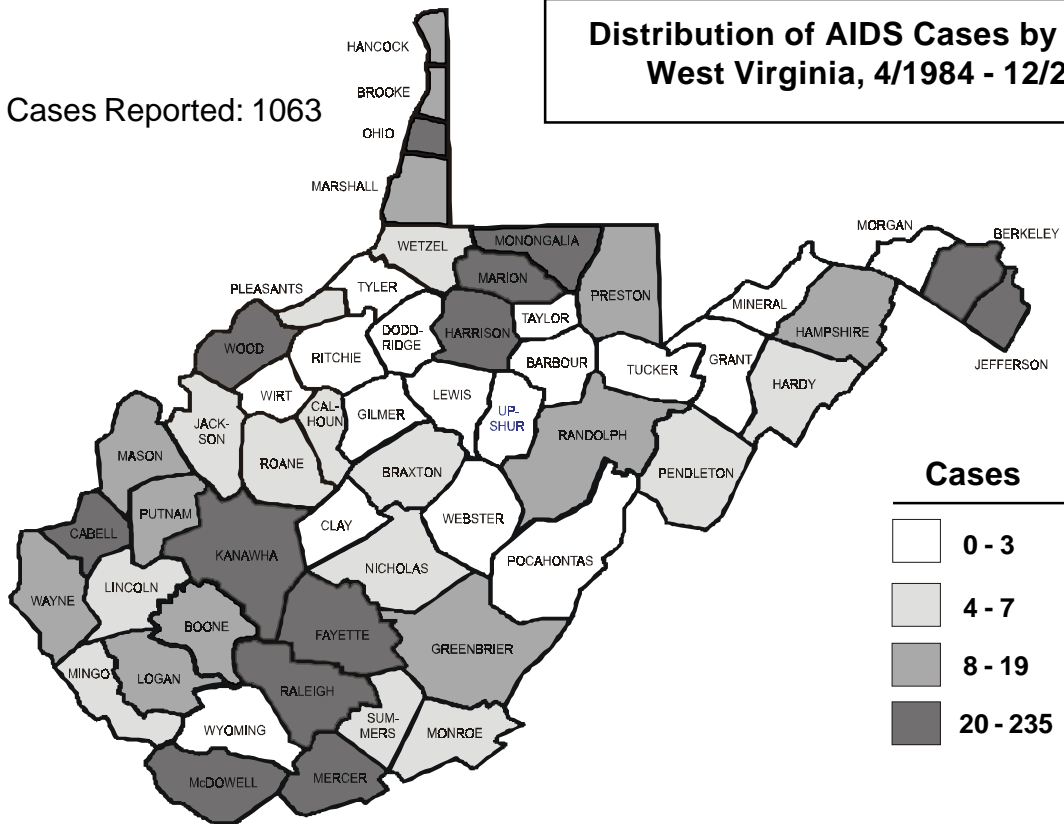 Distribution of AIDS Cases by
West Virginia, 4/1984 - 12/2
Cases Reported: 1063
HANCOCK
BROOKE
OHIO
MARSHALL
WETZEL
MONONGALIA
MARION
PRESTON
MORGAN
BERKELEY
JEFFERSON
MINERAL
HAMPSHIRE
PLEASANTS
TYLER
WOOD
RITCHIE
DODD-
RIDGE
HARRISON
TAYLOR
BARBOUR
TUCKER
GRANT
HARDY
WIRT
JACK-
SON
CAL-
HOUN
GILMER
LEWIS
UP-
SHUR
RANDOLPH
MASON
ROANE
BRAXTON
PENDLETON
PUTNAM
CABELL
KANAWHA
CLAY
WEBSTER
POCAHONTAS
WAYNE
LINCOLN
NICHOLAS
BOONE
FAYETTE
GREENBRIER
MINGO
LOGAN
RALEIGH
WYOMING
SUM-
MERS
MONROE
McDOWELL
MERCER
Cases
0 - 3
4 - 7
8 - 19
20 - 235